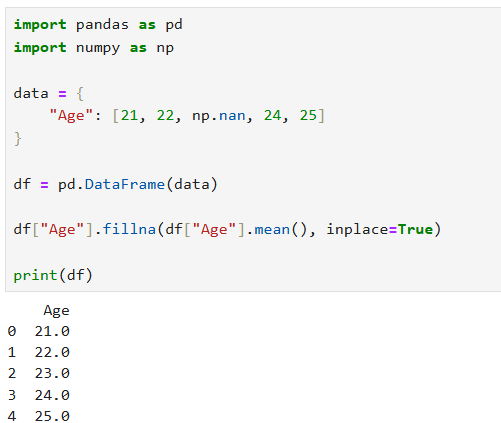 import pandas as pd
import numpy as np
data = {
    "Age": [21, 22, np.nan, 24, 25]
}
df = pd.DataFrame(data)
df["Age"].fillna(df["Age"].mean(), inplace=True)
print(df)
    Age
0  21.0
1  22.0
2  23.0
3  24.0
4  25.0